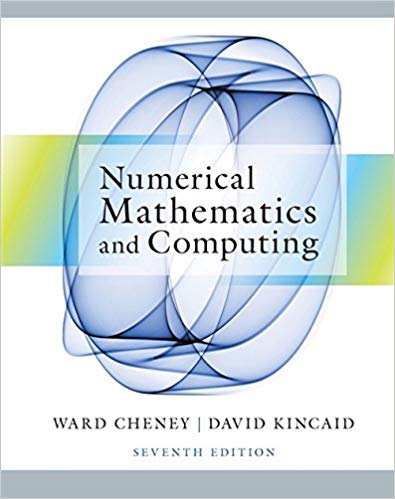 Numerical
Mathematics
and Computing
WARD CHENEY | DAVID KINCAID
SEVENTH EDITION